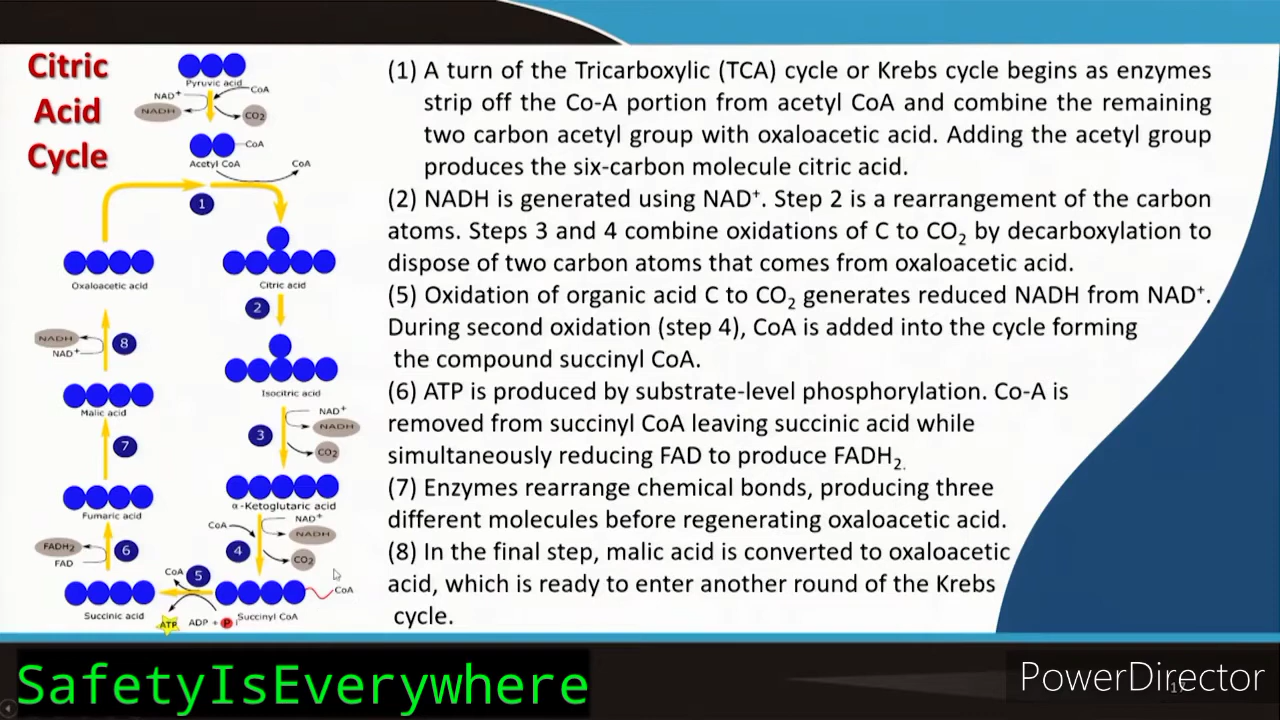 Citric
Acid
Cycle
Pyruvic acid
NAD+
CoA
NADH
CO2
CoA
Acetyl CoA
CoA
1
Oxaloacetic acid
Citric acid
2
NADH
NAD+
8
Isocitric acid
Malic acid
NAD+
3
NADH
CO2
7
α-Ketoglutaric acid
Fumaric acid
NAD+
CoA
NADH
FADH2
6
4
CO2
FAD
CoA
5
CoA
Succinic acid
Succinyl CoA
ATP
ADP + Pi
(1) A turn of the Tricarboxylic (TCA) cycle or Krebs cycle begins as enzymes
strip off the Co-A portion from acetyl CoA and combine the remaining
two carbon acetyl group with oxaloacetic acid. Adding the acetyl group
produces the six-carbon molecule citric acid.
(2) NADH is generated using NAD⁺. Step 2 is a rearrangement of the carbon
atoms. Steps 3 and 4 combine oxidations of C to CO₂ by decarboxylation to
dispose of two carbon atoms that comes from oxaloacetic acid.
(5) Oxidation of organic acid C to CO₂ generates reduced NADH from NAD⁺.
During second oxidation (step 4), CoA is added into the cycle forming
the compound succinyl CoA.
(6) ATP is produced by substrate-level phosphorylation. Co-A is
removed from succinyl CoA leaving succinic acid while
simultaneously reducing FAD to produce FADH₂.
(7) Enzymes rearrange chemical bonds, producing three
different molecules before regenerating oxaloacetic acid.
(8) In the final step, malic acid is converted to oxaloacetic
acid, which is ready to enter another round of the Krebs
cycle.
SafetyIsEverywhere
PowerDirector